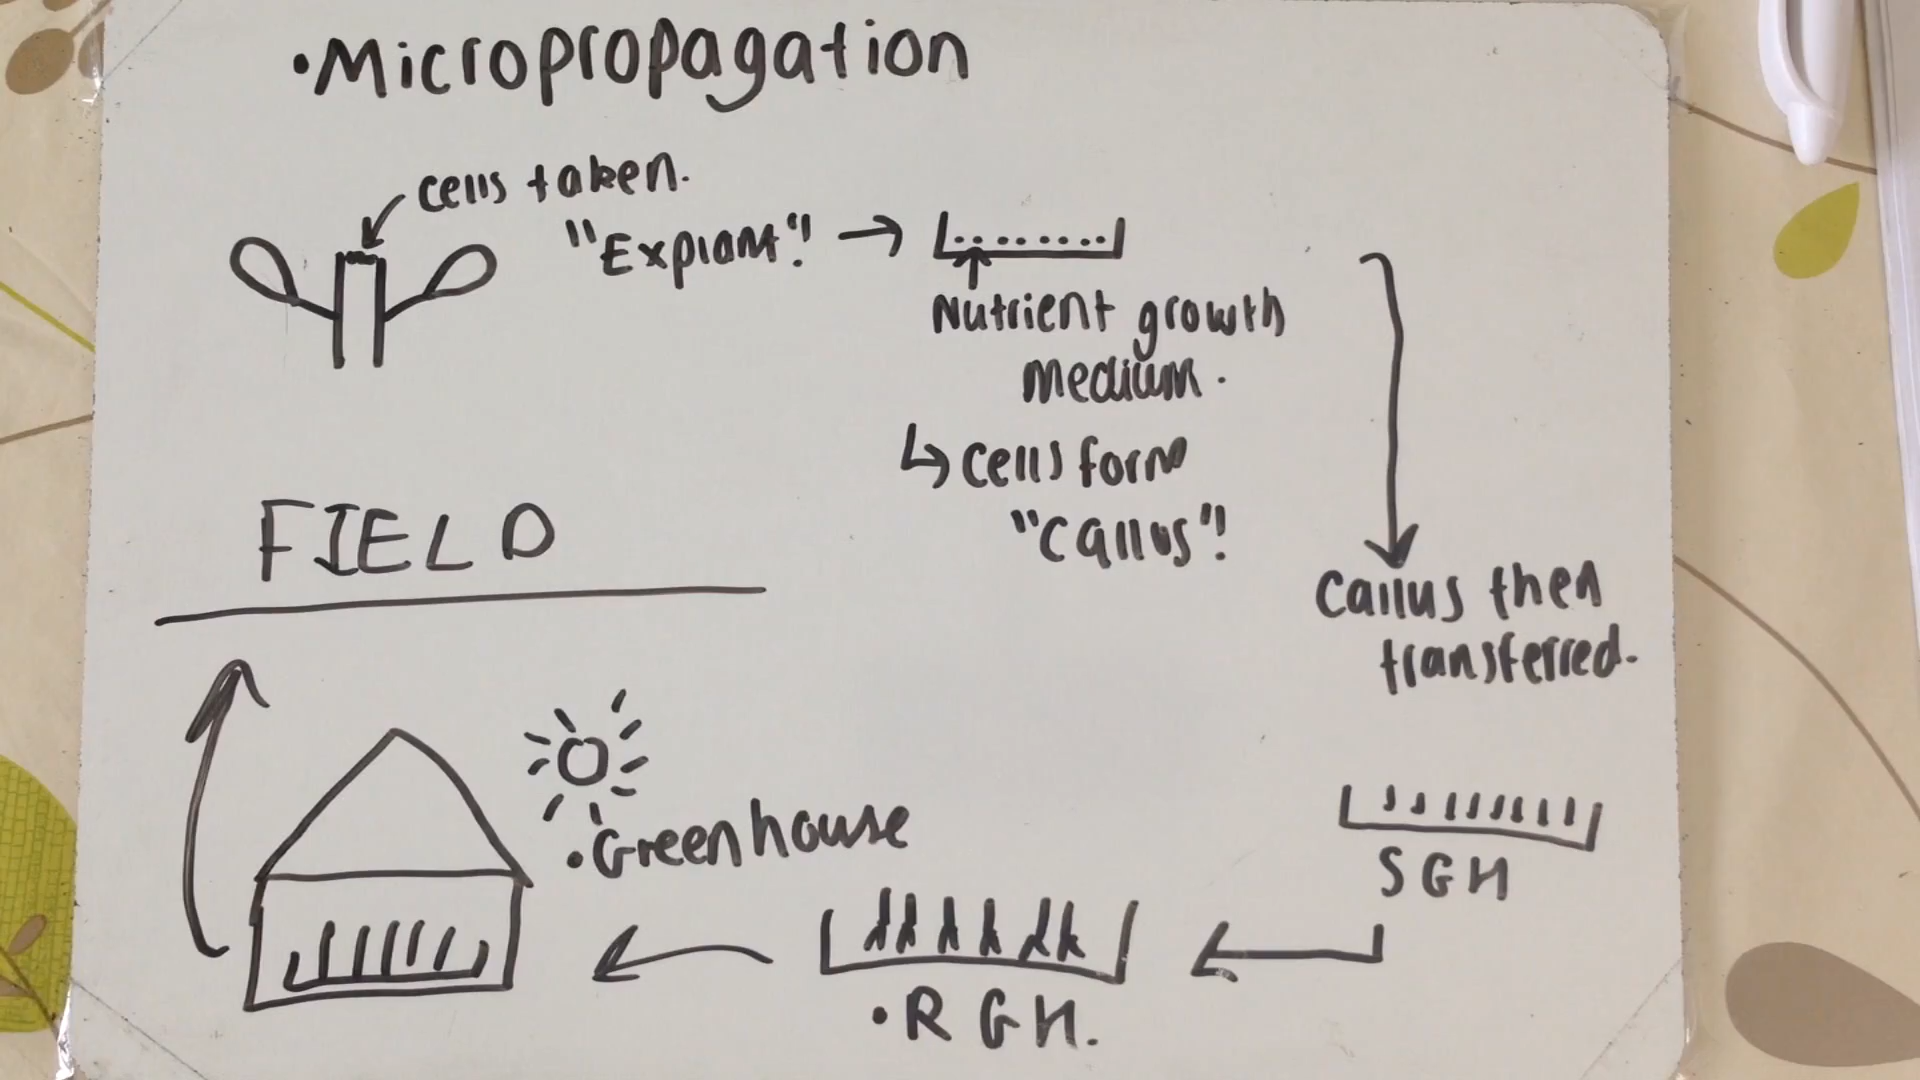 •Micropropagation
cells taken.
"Explant"!
Nutrient growth
medium.
Cells form
"Callus"!
Callus then
transferred.
SGH
•RGH.
•Greenhouse
FIELD